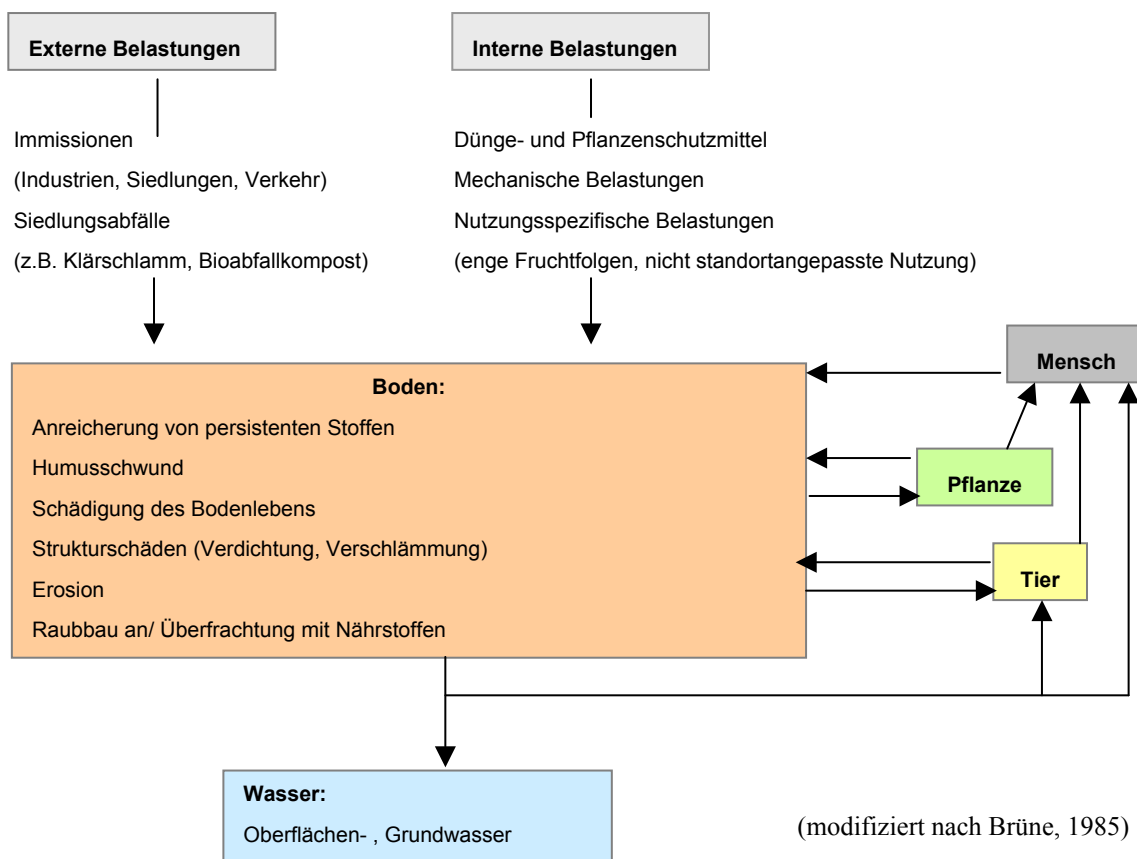 Externe Belastungen
Interne Belastungen
Immissionen
(Industrien, Siedlungen, Verkehr)
Siedlungsabfälle
(z.B. Klärschlamm, Bioabfallkompost)
Dünge- und Pflanzenschutzmittel
Mechanische Belastungen
Nutzungsspezifische Belastungen
(enge Fruchtfolgen, nicht standortangepasste Nutzung)
Boden:
Anreicherung von persistenten Stoffen
Humusschwund
Schädigung des Bodenlebens
Strukturschäden (Verdichtung, Verschlämmung)
Erosion
Raubbau an/ Überfrachtung mit Nährstoffen
Mensch
Pflanze
Tier
Wasser:
Oberflächen- , Grundwasser
(modifiziert nach Brüne, 1985)